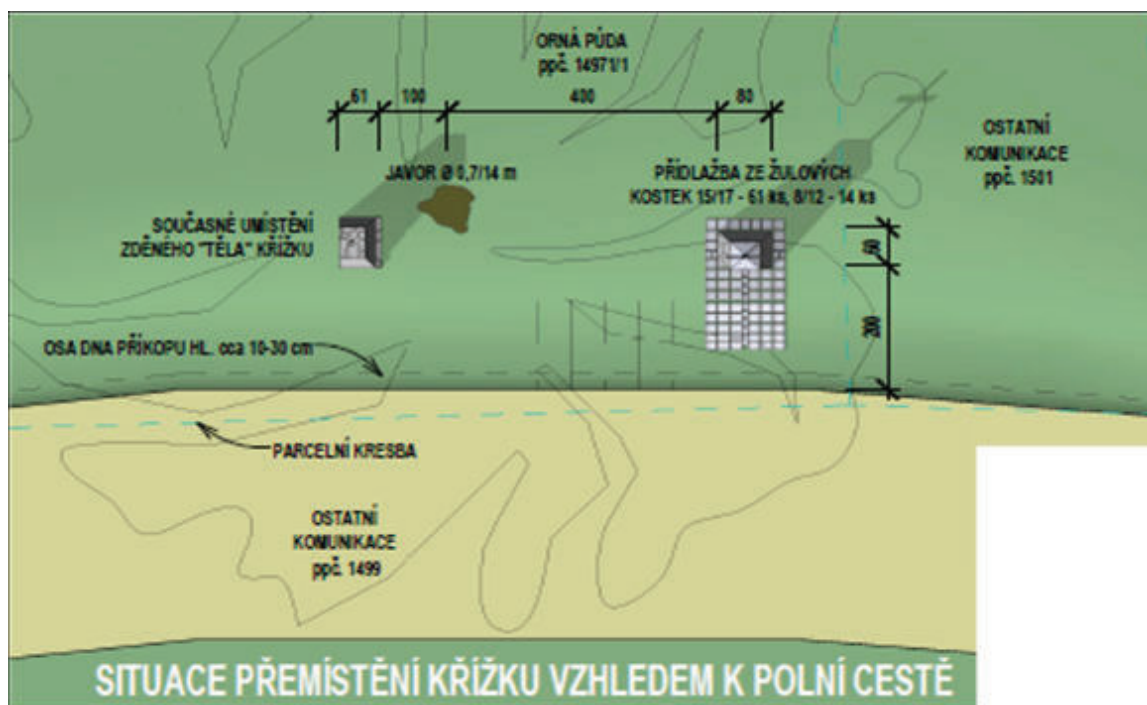 ORNÁ PŮDA
ppč. 14971/1
61
100
400
80
OSTATNÍ
KOMUNIKACE
ppč. 1501
JAVOR Ø 0,7/14 m
PŘÍDLAŽBA ZE ŽULOVÝCH
KOSTEK 15/17 - 61 ks, 8/12 - 14 ks
SOUČASNÉ UMÍSTĚNÍ
ZDĚNÉHO "TĚLA" KŘÍŽKU
200
OSA DNA PŘÍKOPU HL. cca 10-30 cm
PARCELNÍ KRESBA
OSTATNÍ
KOMUNIKACE
ppč. 1499
SITUACE PŘEMÍSTĚNÍ KŘÍŽKU VZHLEDEM K POLNÍ CESTĚ